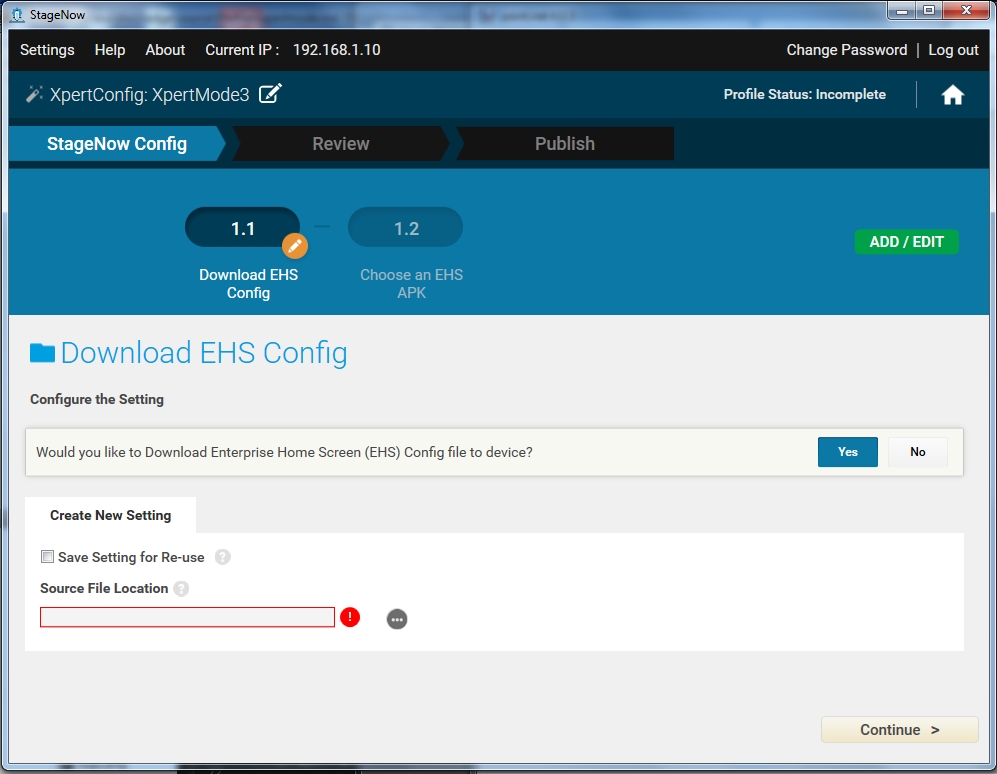 StageNow
Settings Help About Current IP : 192.168.1.10 Change Password | Log out
XpertConfig: XpertMode3 Profile Status: Incomplete
StageNow Config Review Publish
1.1 1.2
ADD / EDIT
Download EHS Config
Choose an EHS APK
Download EHS Config
Configure the Setting
Would you like to Download Enterprise Home Screen (EHS) Config file to device? Yes No
Create New Setting
Save Setting for Re-use ?
Source File Location ?
!
Continue >